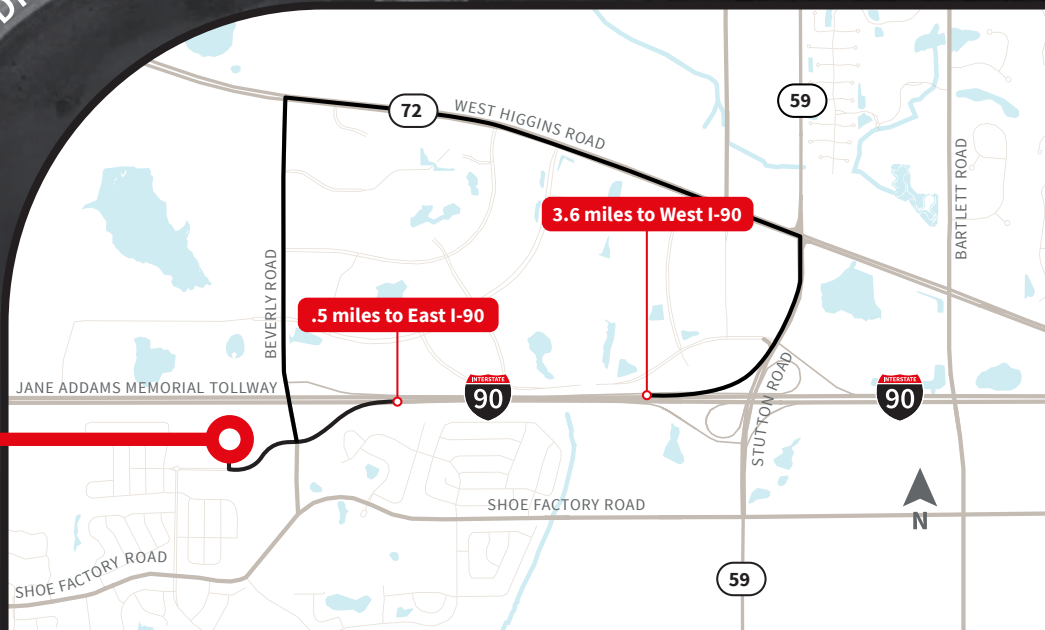 72
WEST HIGGINS ROAD
59
BARTLETT ROAD
3.6 miles to West I-90
BEVERLY ROAD
.5 miles to East I-90
JANE ADDAMS MEMORIAL TOLLWAY
INTERSTATE
90
INTERSTATE
90
STUTTON ROAD
SHOE FACTORY ROAD
N
SHOE FACTORY ROAD
59